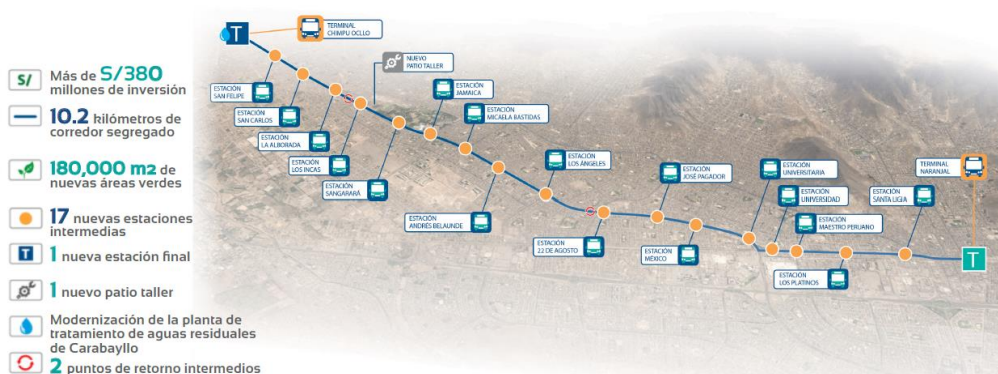 S/
Más de S/380
millones de inversión
10.2 kilómetros de
corredor segregado
180,000 m2 de
nuevas áreas verdes
17 nuevas estaciones
intermedias
T
1 nueva estación final
1 nuevo patio taller
Modernización de la planta de
tratamiento de aguas residuales
de Carabayllo
2 puntos de retorno intermedios
T
TERMINAL
CHIMPU OCLLO
NUEVO
PATIO TALLER
ESTACIÓN
SAN FELIPE
ESTACIÓN
SAN CARLOS
ESTACIÓN
LA ALBORADA
ESTACIÓN
LOS INCAS
ESTACIÓN
SANGARARÁ
ESTACIÓN
JAMAICA
ESTACIÓN
MICAELA BASTIDAS
ESTACIÓN
ANDRÉS BELAUNDE
ESTACIÓN
LOS ÁNGELES
ESTACIÓN
22 DE AGOSTO
ESTACIÓN
JOSÉ PAGADOR
ESTACIÓN
MÉXICO
ESTACIÓN
UNIVERSITARIA
ESTACIÓN
UNIVERSIDAD
ESTACIÓN
MAESTRO PERUANO
ESTACIÓN
LOS PLATINOS
ESTACIÓN
SANTA LIGIA
TERMINAL
NARANJAL
T